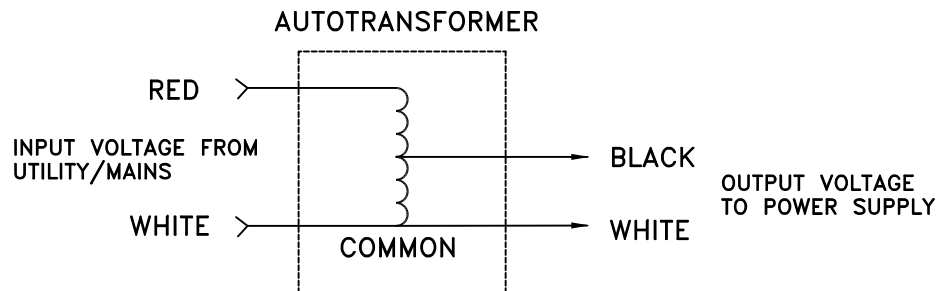 AUTOTRANSFORMER
RED
INPUT VOLTAGE FROM
UTILITY/MAINS
BLACK
OUTPUT VOLTAGE
TO POWER SUPPLY
WHITE
WHITE
COMMON